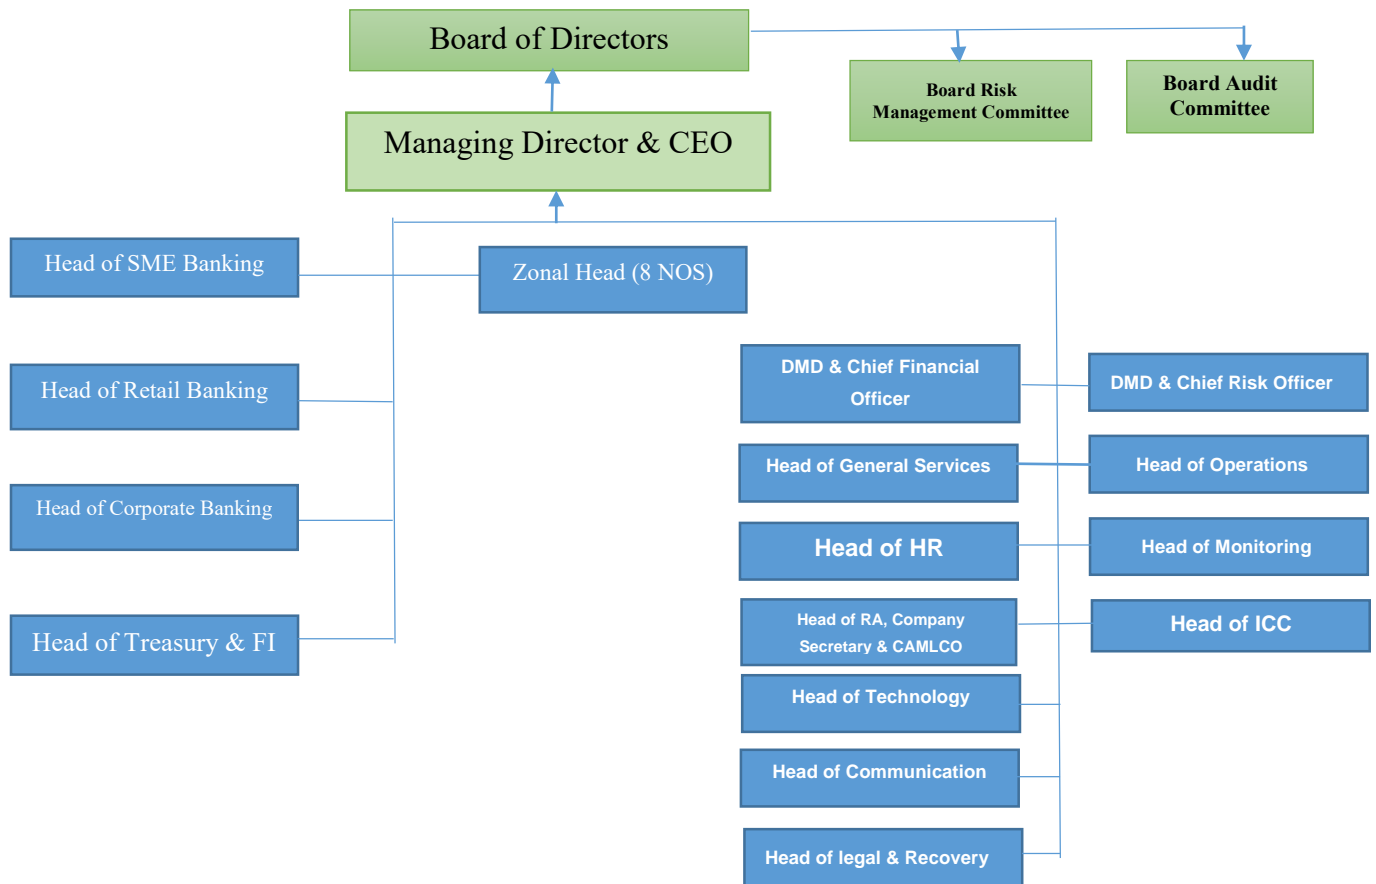 Board of Directors
Board Risk
Management Committee
Board Audit
Committee
Managing Director & CEO
Head of SME Banking
Zonal Head (8 NOS)
DMD & Chief Financial
Officer
DMD & Chief Risk Officer
Head of Retail Banking
Head of General Services
Head of Operations
Head of Corporate Banking
Head of HR
Head of Monitoring
Head of Treasury & FI
Head of RA, Company
Secretary & CAMLCO
Head of ICC
Head of Technology
Head of Communication
Head of legal & Recovery